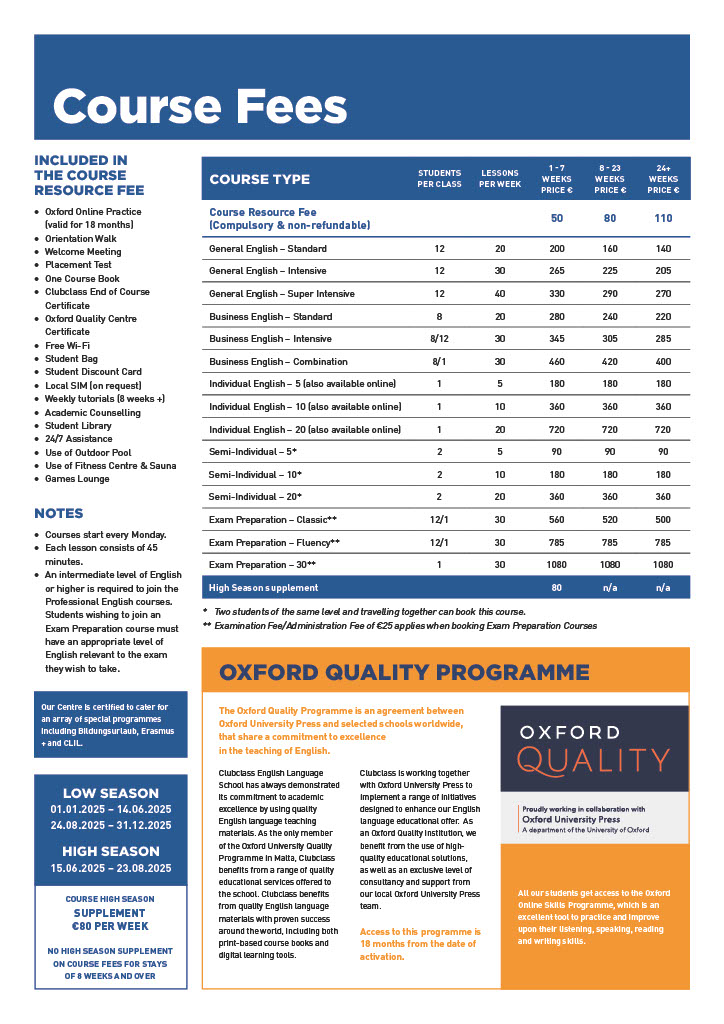 Course Fees
INCLUDED IN
THE COURSE
RESOURCE FEE
• Oxford Online Practice
(valid for 18 months)
• Orientation Walk
• Welcome Meeting
• Placement Test
• One Course Book
• Clubclass End of Course
Certificate
• Oxford Quality Centre
Certificate
• Free Wi-Fi
• Student Bag
• Student Discount Card
• Local SIM (on request)
• Weekly tutorials (8 weeks +)
• Academic Counselling
• Student Library
• 24/7 Assistance
• Use of Outdoor Pool
• Use of Fitness Centre & Sauna
• Games Lounge
NOTES
• Courses start every Monday.
• Each lesson consists of 45
minutes.
• An intermediate level of English
or higher is required to join the
Professional English courses.
Students wishing to join an
Exam Preparation course must
have an appropriate level of
English relevant to the exam
they wish to take.
Our Centre is certified to cater for
an array of special programmes
including Bildungsurlaub, Erasmus
+ and CLIL.
LOW SEASON
01.01.2025 – 14.06.2025
24.08.2025 – 31.12.2025
HIGH SEASON
15.06.2025 – 23.08.2025
COURSE HIGH SEASON
SUPPLEMENT
€80 PER WEEK
NO HIGH SEASON SUPPLEMENT
ON COURSE FEES FOR STAYS
OF 8 WEEKS AND OVER
COURSE TYPE STUDENTS PER CLASS LESSONS PER WEEK 1 - 7 WEEKS PRICE € 8 - 23 WEEKS PRICE € 24+ WEEKS PRICE €
Course Resource Fee
(Compulsory & non-refundable) 50 80 110
General English – Standard 12 20 200 160 140
General English – Intensive 12 30 265 225 205
General English – Super Intensive 12 40 330 290 270
Business English – Standard 8 20 280 240 220
Business English – Intensive 8/12 30 345 305 285
Business English – Combination 8/1 30 460 420 400
Individual English – 5 (also available online) 1 5 180 180 180
Individual English – 10 (also available online) 1 10 360 360 360
Individual English – 20 (also available online) 1 20 720 720 720
Semi-Individual – 5* 2 5 90 90 90
Semi-Individual – 10* 2 10 180 180 180
Semi-Individual – 20* 2 20 360 360 360
Exam Preparation – Classic** 12/1 30 560 520 500
Exam Preparation – Fluency** 12/1 30 785 785 785
Exam Preparation – 30** 1 30 1080 1080 1080
High Season supplement 80 n/a n/a
* Two students of the same level and travelling together can book this course.
** Examination Fee/Administration Fee of €25 applies when booking Exam Preparation Courses
OXFORD QUALITY PROGRAMME
The Oxford Quality Programme is an agreement between
Oxford University Press and selected schools worldwide,
that share a commitment to excellence
in the teaching of English.
Clubclass English Language
School has always demonstrated
its commitment to academic
excellence by using quality
English language teaching
materials. As the only member
of the Oxford University Quality
Programme in Malta, Clubclass
benefits from a range of quality
educational services offered to
the school. Clubclass benefits
from quality English language
materials with proven success
around the world, including both
print-based course books and
digital learning tools.
Clubclass is working together
with Oxford University Press to
implement a range of initiatives
designed to enhance our English
language educational offer. As
an Oxford Quality institution, we
benefit from the use of high-
quality educational solutions,
as well as an exclusive level of
consultancy and support from
our local Oxford University Press
team.
Access to this programme is
18 months from the date of
activation.
OXFORD
QUALITY
Proudly working in collaboration with
Oxford University Press
A department of the University of Oxford
All our students get access to the Oxford
Online Skills Programme, which is an
excellent tool to practice and improve
upon their listening, speaking, reading
and writing skills.